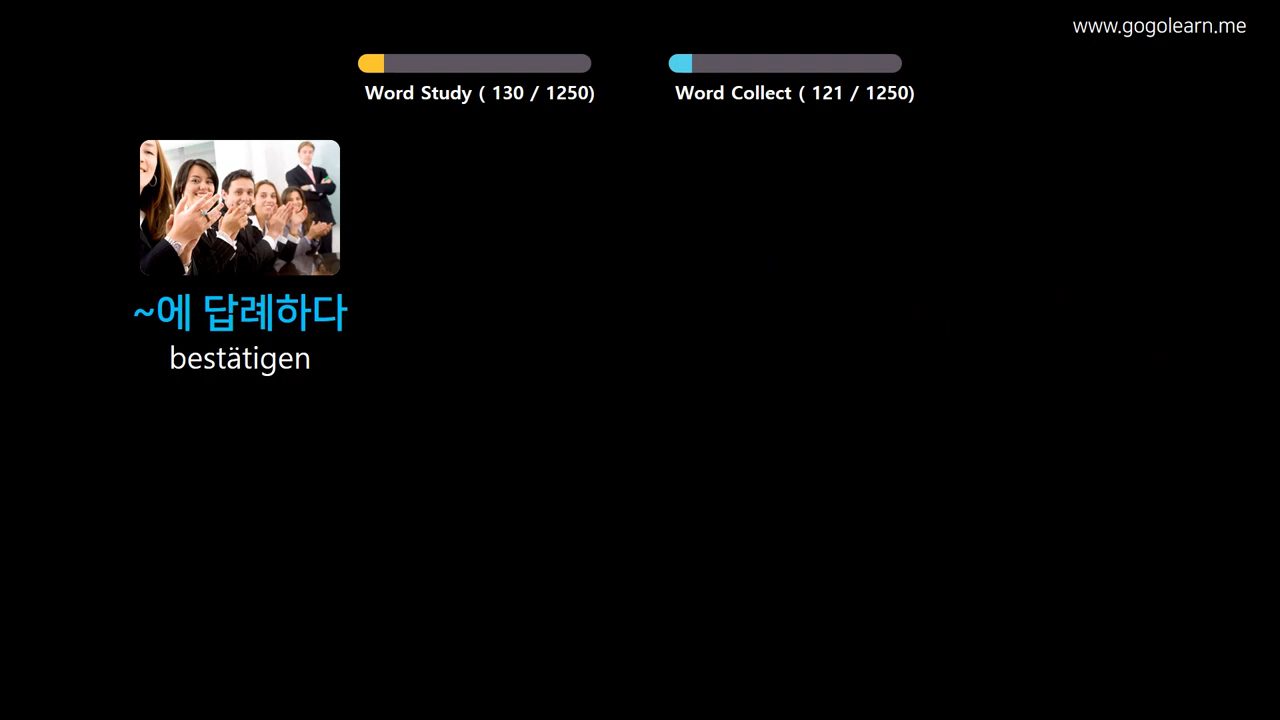 www.gogolearn.me
Word Study ( 130 / 1250)
Word Collect ( 121 / 1250)
~에 답례하다
bestätigen